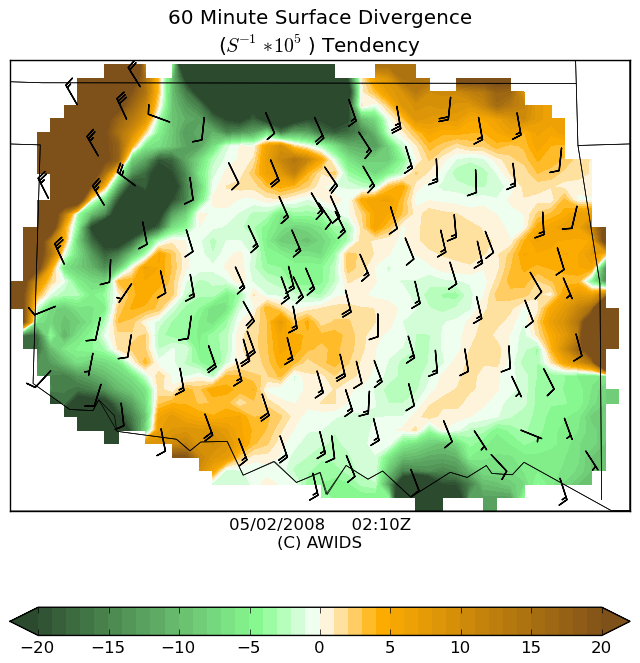 60 Minute Surface Divergence
(S⁻¹ * 10⁵ ) Tendency
05/02/2008 02:10Z
(C) AWIDS
−20 −15 −10 −5 0 5 10 15 20